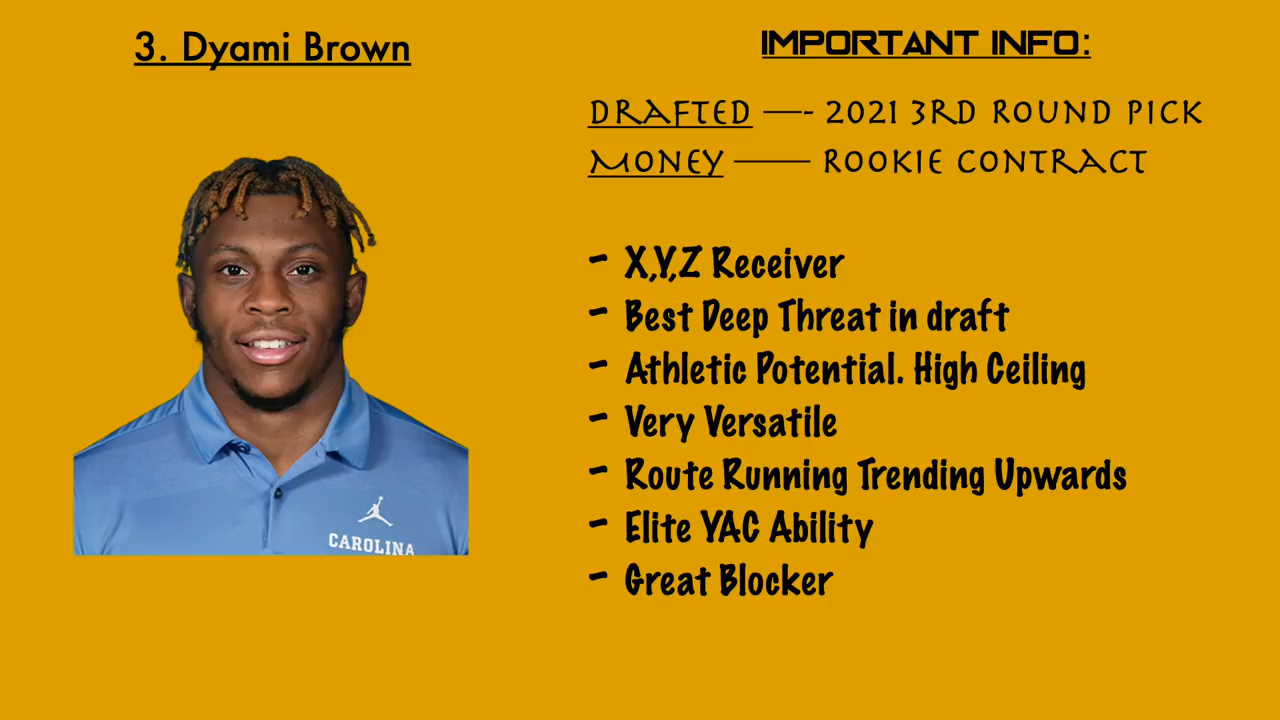 3. Dyami Brown
IMPORTANT INFO:
DRAFTED —-- 2021 3RD ROUND PICK
MONEY —— ROOKIE CONTRACT
- X,Y,Z Receiver
- Best Deep Threat in draft
- Athletic Potential. High Ceiling
- Very Versatile
- Route Running Trending Upwards
- Elite YAC Ability
- Great Blocker
CAROLINA